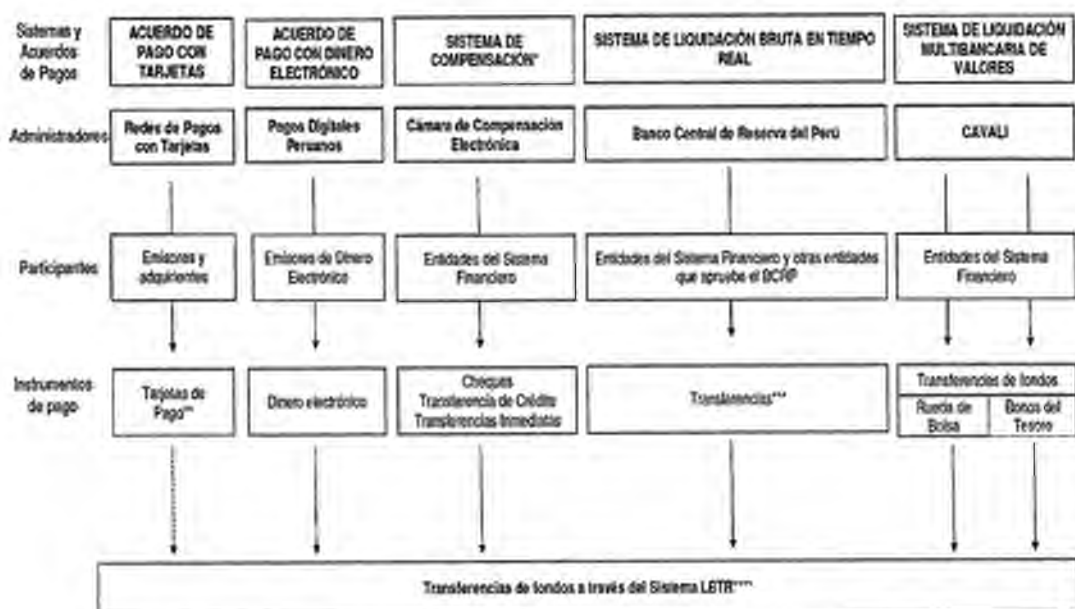 Sistemas y
Acuerdos
de Pagos
ACUERDO DE
PAGO CON
TARJETAS
ACUERDO DE
PAGO CON DINERO
ELECTRÓNICO
SISTEMA DE
COMPENSACIÓN*
SISTEMA DE LIQUIDACIÓN BRUTA EN TIEMPO
REAL
SISTEMA DE LIQUIDACIÓN
MULTIBANCARIA DE
VALORES
Administradores
Redes de Pagos
con Tarjetas
Pagos Digitales
Peruanos
Cámara de Compensación
Electrónica
Banco Central de Reserva del Perú
CAVALI
Participantes
Emisores y
adquirientes
Emisores de Dinero
Electrónico
Entidades del Sistema
Financiero
Entidades del Sistema Financiero y otras entidades
que apruebe el BCRP
Entidades del Sistema
Financiero
Instrumentos
de pago
Tarjetas de
Pago**
Dinero electrónico
Cheques
Transferencia de Crédito
Transferencias Inmediatas
Transferencias***
Transferencias de fondos
Rueda de
Bolsa
Bonos del
Tesoro
Transferencias de fondos a través del Sistema LBTR****